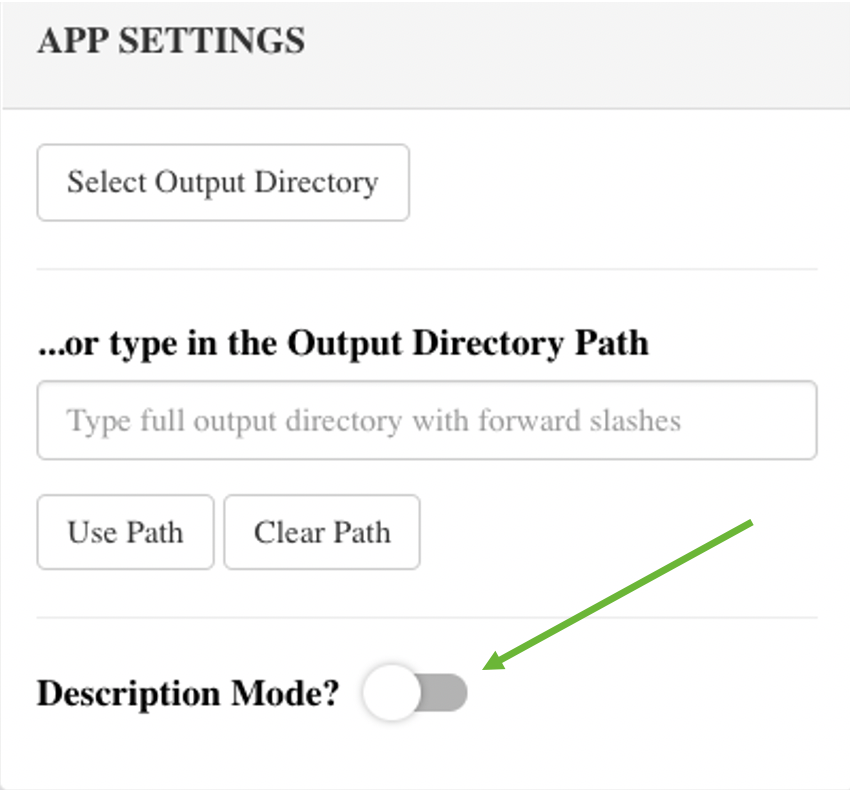 APP SETTINGS
Select Output Directory
...or type in the Output Directory Path
Type full output directory with forward slashes
Use Path Clear Path
Description Mode?